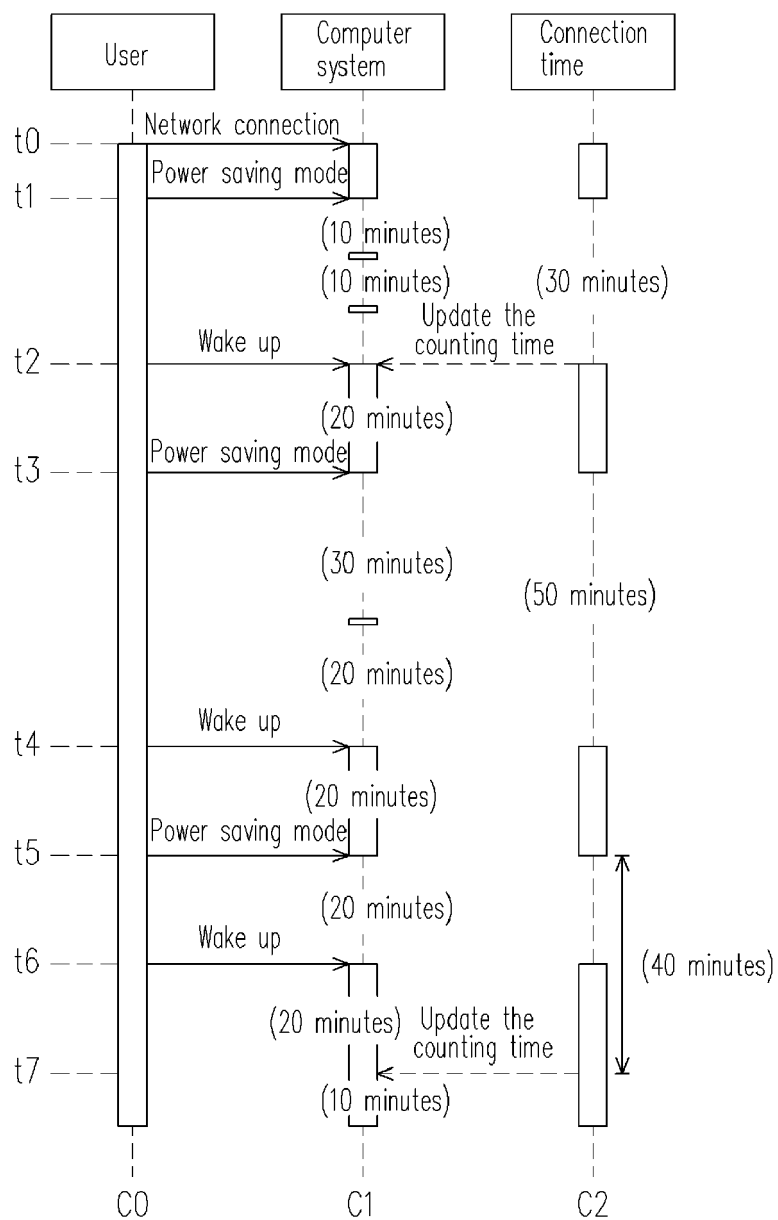 User
Computer
system
Connection
time
t0
Network connection
Power saving mode
t1
(10 minutes)
(10 minutes)
(30 minutes)
Update the
counting time
Wake up
t2
(20 minutes)
Power saving mode
t3
(30 minutes)
(50 minutes)
(20 minutes)
Wake up
t4
(20 minutes)
Power saving mode
t5
(20 minutes)
Wake up
t6
(40 minutes)
(20 minutes)
Update the
counting time
t7
(10 minutes)
C0
C1
C2